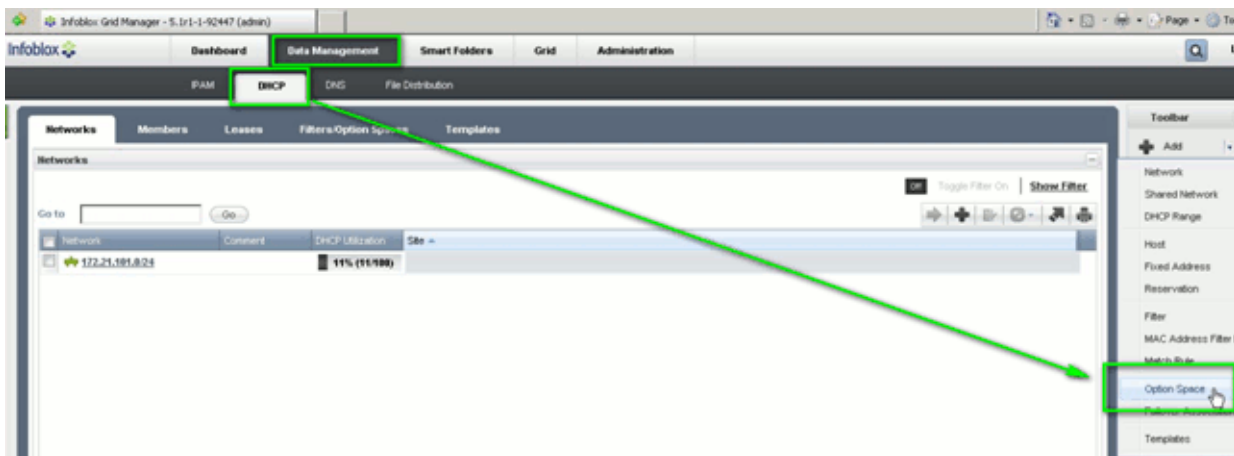 Infoblox Grid Manager - 5.1r1-1-92447 (admin)
Page
Infoblox
Dashboard
Data Management
Smart Folders
Grid
Administration
IPAM
DHCP
DNS
File Distribution
Networks
Members
Leases
Filters/Option Spaces
Templates
Toolbar
Add
Networks
Off
Toggle Filter On
Show Filter
Go to
Go
Network
Comment
DHCP Utilization
Site
172.21.101.0/24
11% (11/100)
Network
Shared Network
DHCP Range
Host
Fixed Address
Reservation
Filter
MAC Address Filter
Match Rule
Option Space
Templates